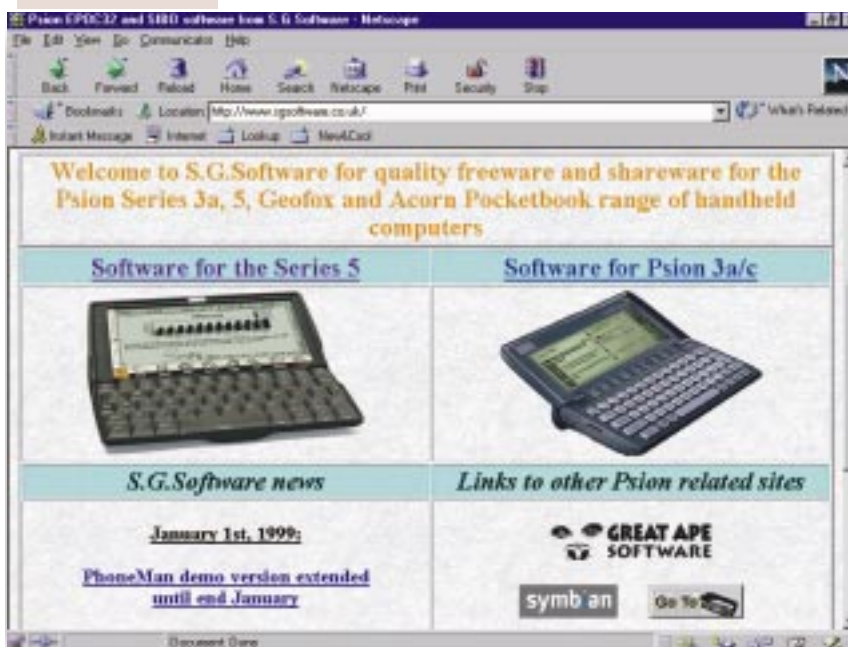 Psion EPOC32 and SIBO software from S.G Software - Netscape
File Edit View Go Communicator Help
Back Forward Reload Home Search Netscape Print Security Stop
Bookmarks Location http://www.sgsoftware.co.uk/ What's Related
Instant Message Internet Lookup New&Cool
Welcome to S.G.Software for quality freeware and shareware for the
Psion Series 3a, 5, Geofox and Acorn Pocketbook range of handheld
computers
Software for the Series 5
Software for Psion 3a/c
S.G.Software news
Links to other Psion related sites
January 1st, 1999:
PhoneMan demo version extended
until end January
GREAT APE
SOFTWARE
symbian
Go To
Document Done